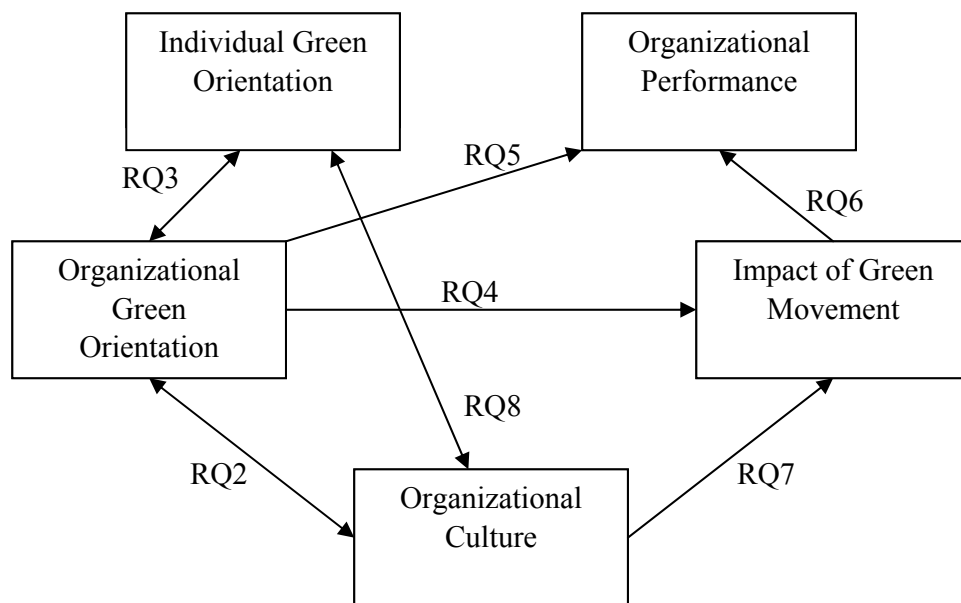 Individual Green
Orientation
Organizational
Performance
RQ3
RQ5
RQ6
Organizational
Green
Orientation
RQ4
Impact of Green
Movement
RQ8
RQ2
RQ7
Organizational
Culture